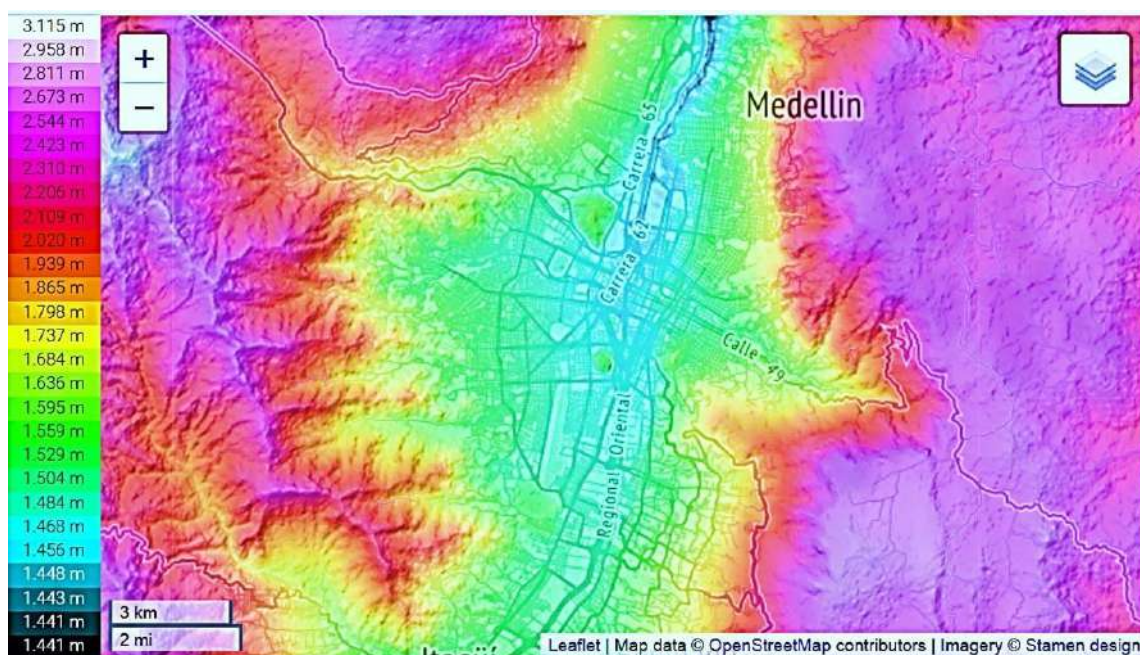 3.115 m
2.958 m
2.811 m
2.673 m
2.544 m
2.423 m
2.310 m
2.206 m
2.109 m
2.020 m
1.939 m
1.865 m
1.798 m
1.737 m
1.684 m
1.636 m
1.595 m
1.559 m
1.529 m
1.504 m
1.484 m
1.468 m
1.456 m
1.448 m
1.443 m
1.441 m
1.441 m
+
−
Medellin
Carrera 65
Carrera 62
Calle 49
Regional Oriental
3 km
2 mi
Leaflet | Map data © OpenStreetMap contributors | Imagery © Stamen design